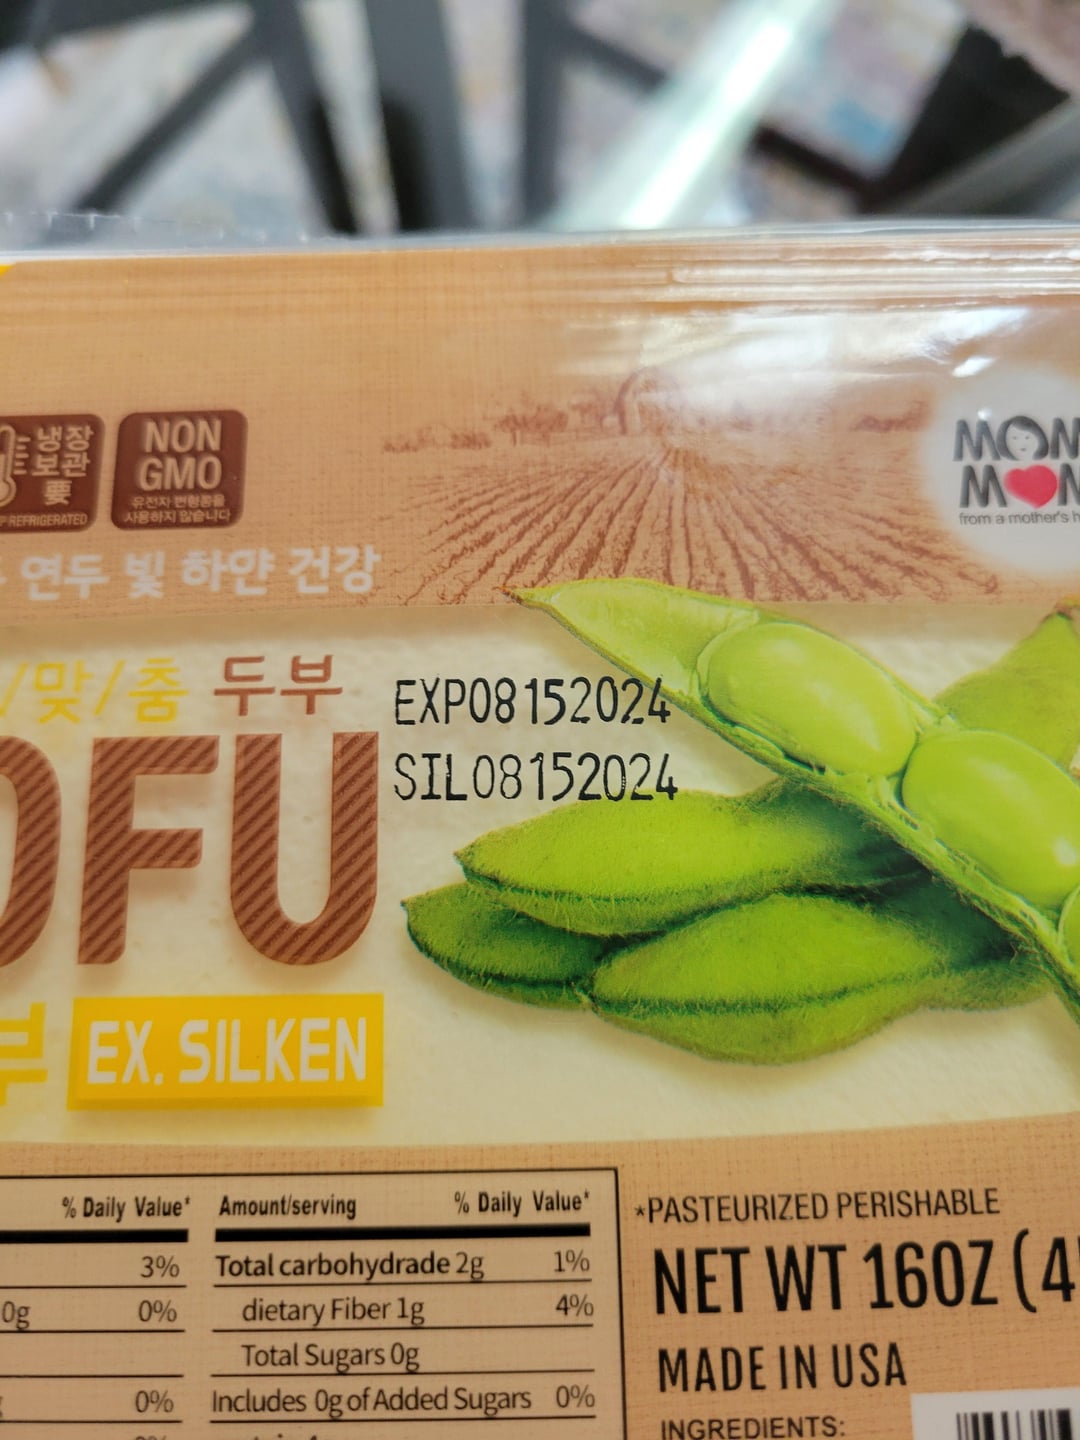 냉장
보관
要
REFRIGERATED
NON
GMO
유전자 변형콩을
사용하지 않습니다
MOM
from a mother's
연두 빛 하얀 건강
/맞/춤 두부
EXP08152024
SIL08152024
OFU
부 EX. SILKEN
% Daily Value*
3%
0g 0%
0%
Amount/serving % Daily Value*
Total carbohydrade 2g 1%
dietary Fiber 1g 4%
Total Sugars 0g
Includes 0g of Added Sugars 0%
*PASTEURIZED PERISHABLE
NET WT 16OZ (4
MADE IN USA
INGREDIENTS: